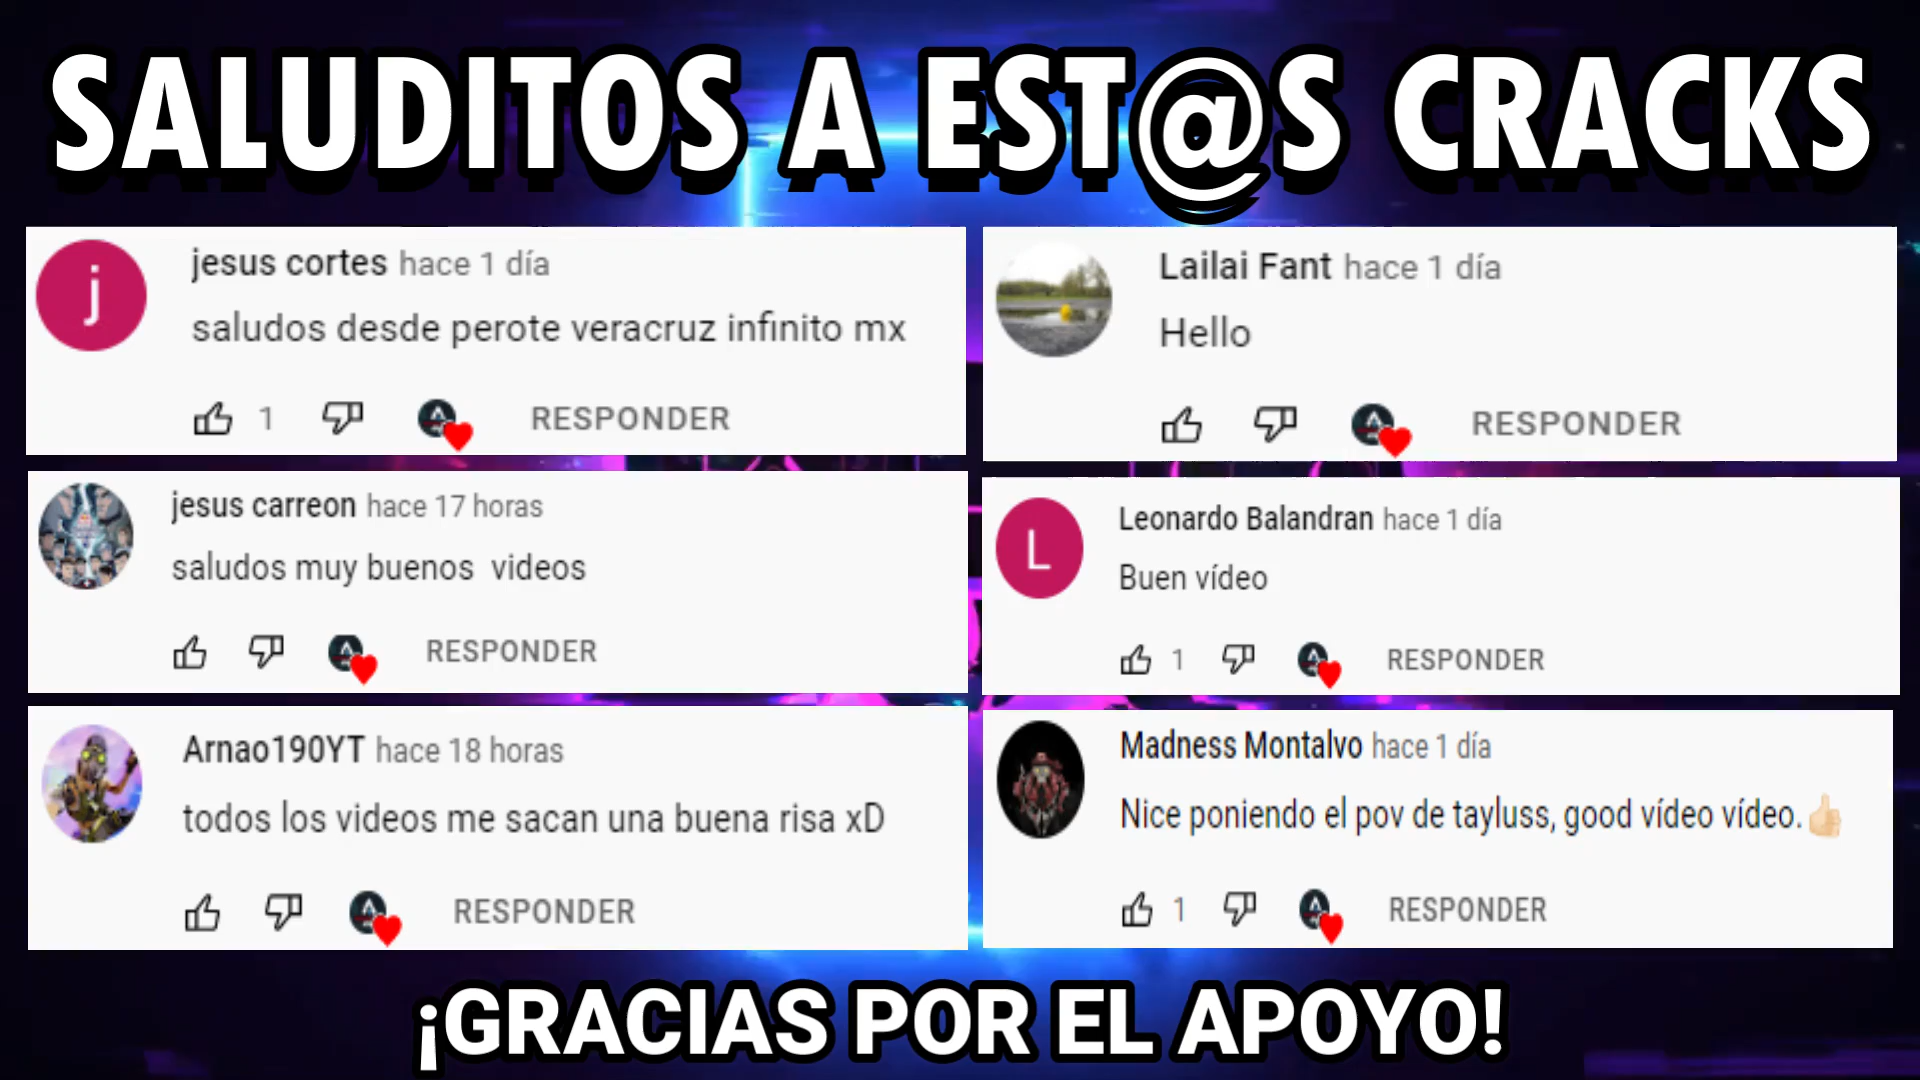 SALUDITOS A EST@S CRACKS
j
jesus cortes hace 1 día
saludos desde perote veracruz infinito mx
1 RESPONDER
Lailai Fant hace 1 día
Hello
RESPONDER
jesus carreon hace 17 horas
saludos muy buenos  videos
RESPONDER
L
Leonardo Balandran hace 1 día
Buen vídeo
1 RESPONDER
Arnao190YT hace 18 horas
todos los videos me sacan una buena risa xD
RESPONDER
Madness Montalvo hace 1 día
Nice poniendo el pov de tayluss, good vídeo vídeo.👍🏻
1 RESPONDER
¡GRACIAS POR EL APOYO!